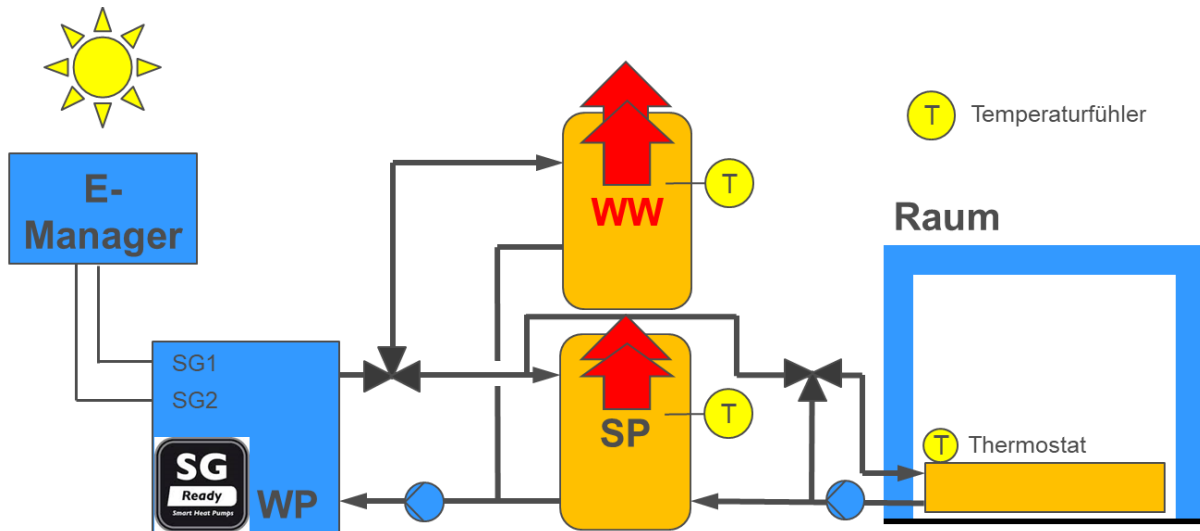 T Temperaturfühler
E-
Manager
WW
T
Raum
SG1
SG2
SP
T
T Thermostat
SG
Ready
Smart Heat Pumps
WP